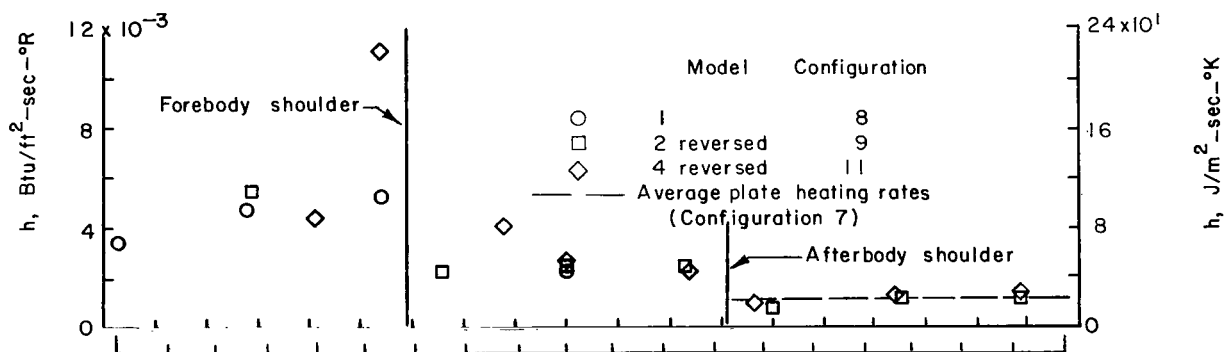 12 x 10⁻³
24 x 10¹
h, Btu/ft²-sec-°R
h, J/m²-sec-°K
Model Configuration
Forebody shoulder
1 8
8
16
2 reversed 9
4 reversed 11
Average plate heating rates
(Configuration 7)
4
8
Afterbody shoulder
0
0